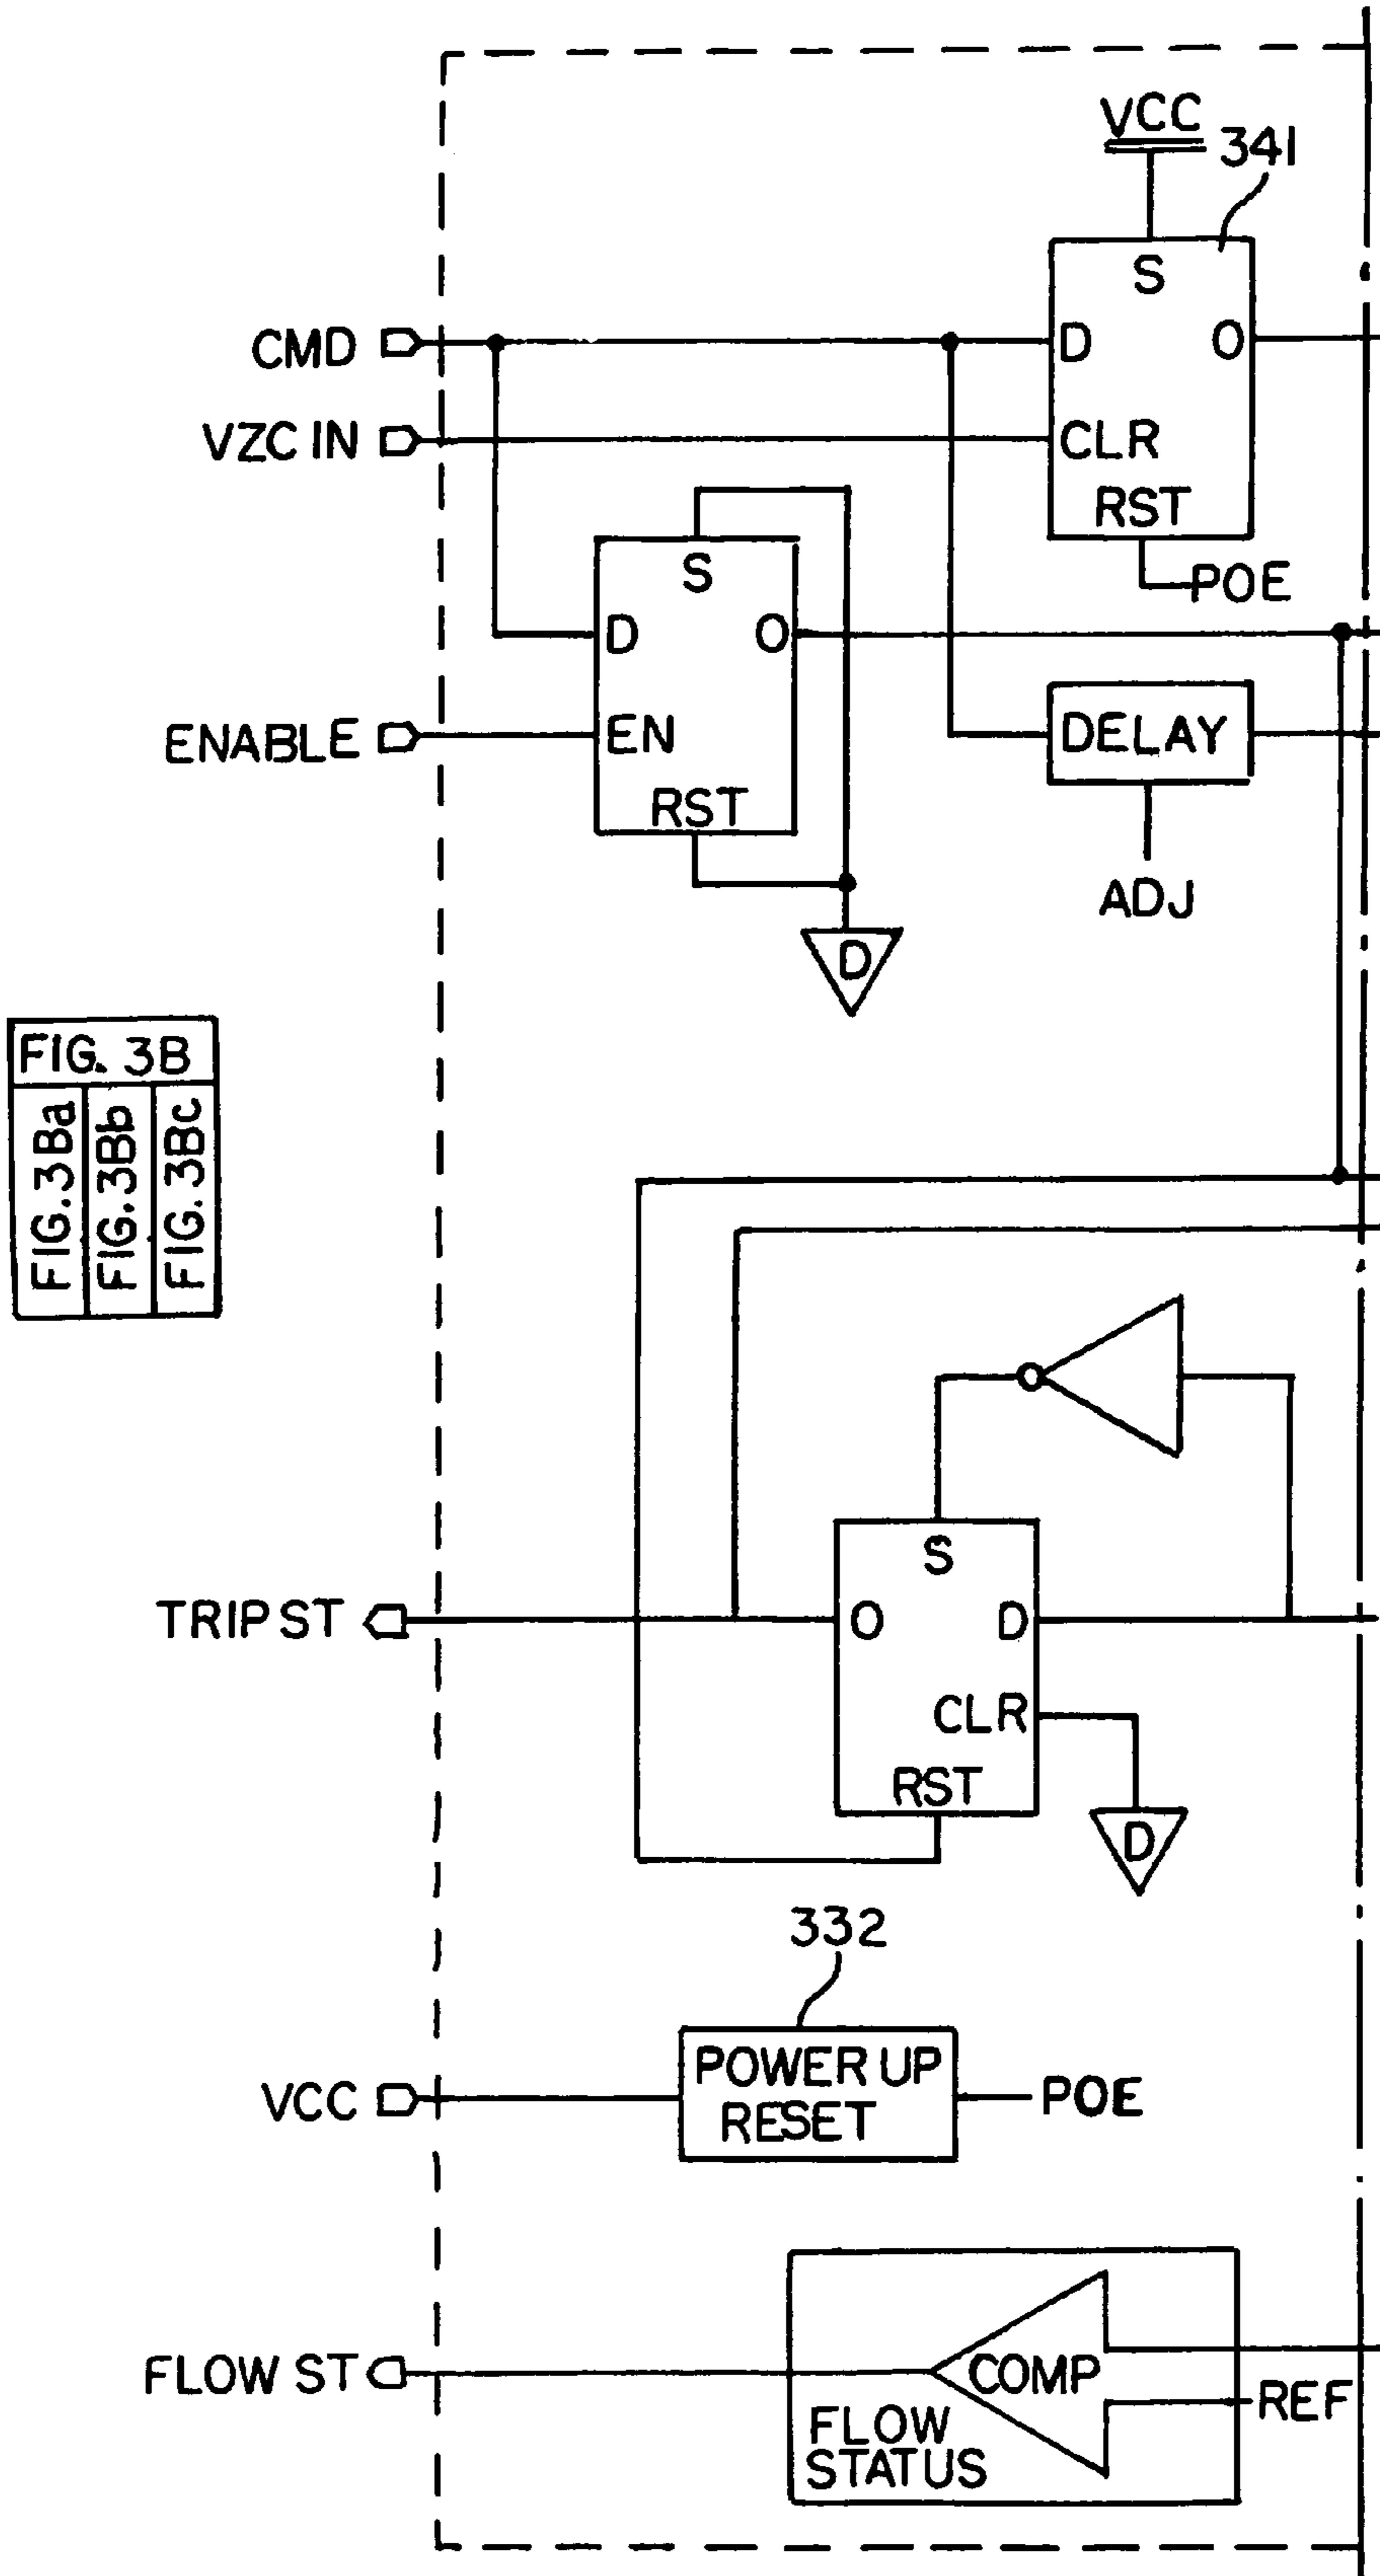 VCC
341
S
CMD
D
O
VZC IN
CLR
RST
POE
S
D
O
ENABLE
EN
DELAY
RST
ADJ
D
FIG. 3B
FIG.3Ba
FIG.3Bb
FIG.3Bc
S
TRIP ST
O
D
CLR
RST
D
332
VCC
POWER UP
RESET
POE
FLOW ST
COMP
REF
FLOW
STATUS